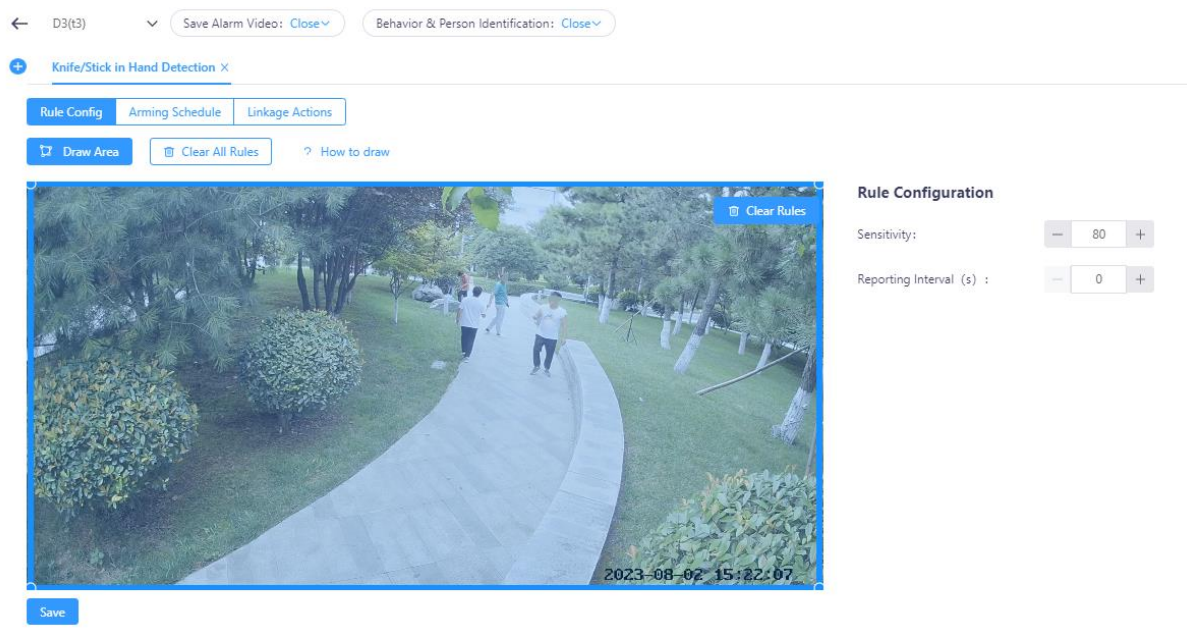 D3(t3) Save Alarm Video: Close Behavior & Person Identification: Close
Knife/Stick in Hand Detection ×
Rule Config Arming Schedule Linkage Actions
Draw Area Clear All Rules ? How to draw
Rule Configuration
Clear Rules
Sensitivity: − 80 +
Reporting Interval (s) : − 0 +
2023-08-02 15:22:07
Save